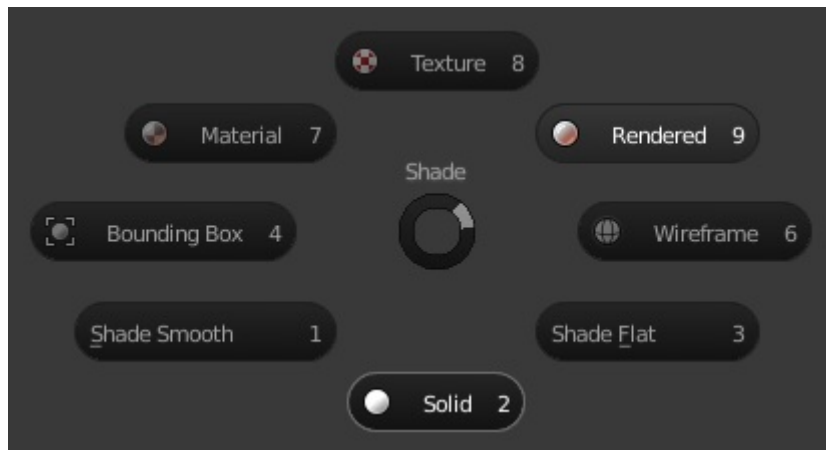 Texture 8
Material 7
Rendered 9
Shade
Bounding Box 4
Wireframe 6
Shade Smooth 1
Shade Flat 3
Solid 2